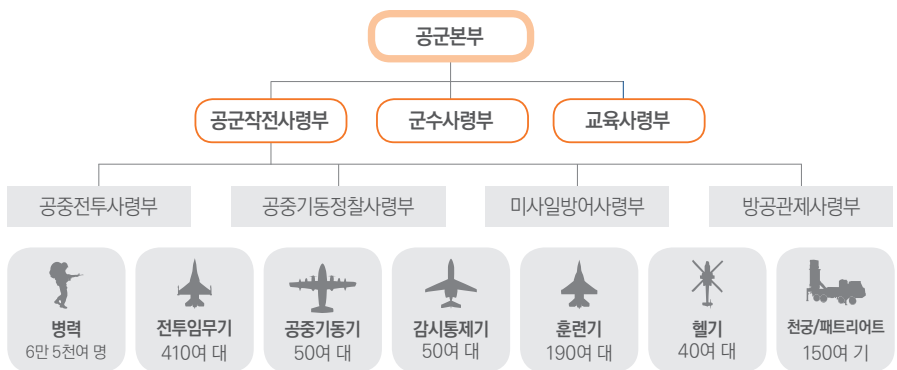 공군본부
공군작전사령부
군수사령부
교육사령부
공중전투사령부
공중기동정찰사령부
미사일방어사령부
방공관제사령부
병력
6만 5천여 명
전투임무기
410여 대
공중기동기
50여 대
감시통제기
50여 대
훈련기
190여 대
헬기
40여 대
천궁/패트리어트
150여 기